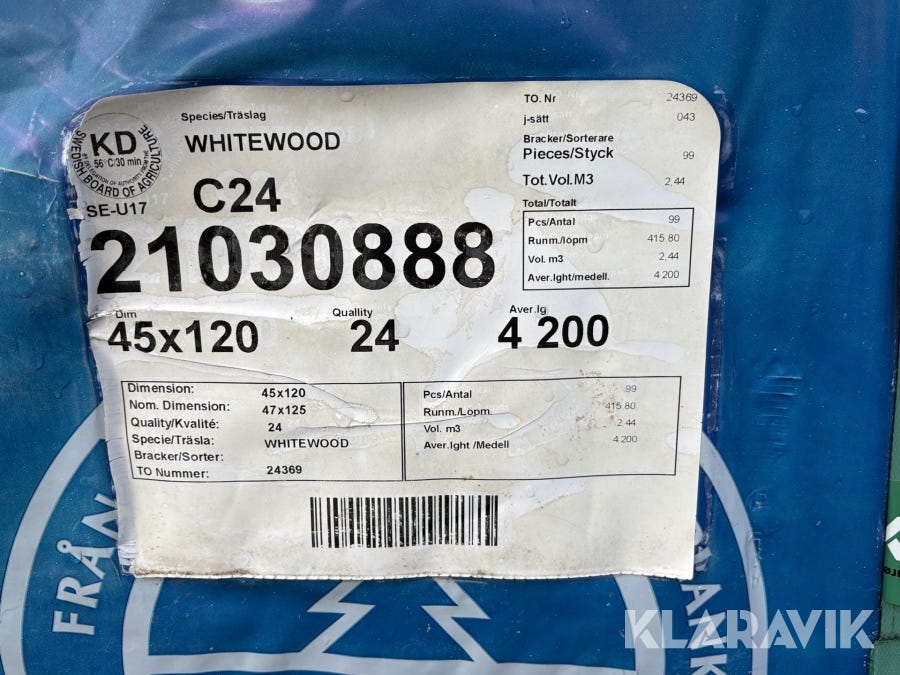 KD
56°C/30 min
SWEDISH BOARD OF AGRICULTURE
SE-U17
Species/Träslag
WHITEWOOD
C24
21030888
TO. Nr 24369
j-sätt 043
Bracker/Sorterare
Pieces/Styck 99
Tot.Vol.M3 2,44
Total/Totalt
Pcs/Antal 99
Runm./löpm 415 80
Vol. m3 2,44
Aver.lght/medell. 4 200
Dim Quallity Aver.lg
45x120 24 4 200
Dimension: 45x120
Nom. Dimension: 47x125
Quality/Kvalité: 24
Specie/Träsla: WHITEWOOD
Bracker/Sorter:
TO Nummer: 24369
Pcs/Antal 99
Runm./Löpm. 415 80
Vol. m3 2 44
Aver.lght /Medell 4 200
FRÅN
KLARAVIK